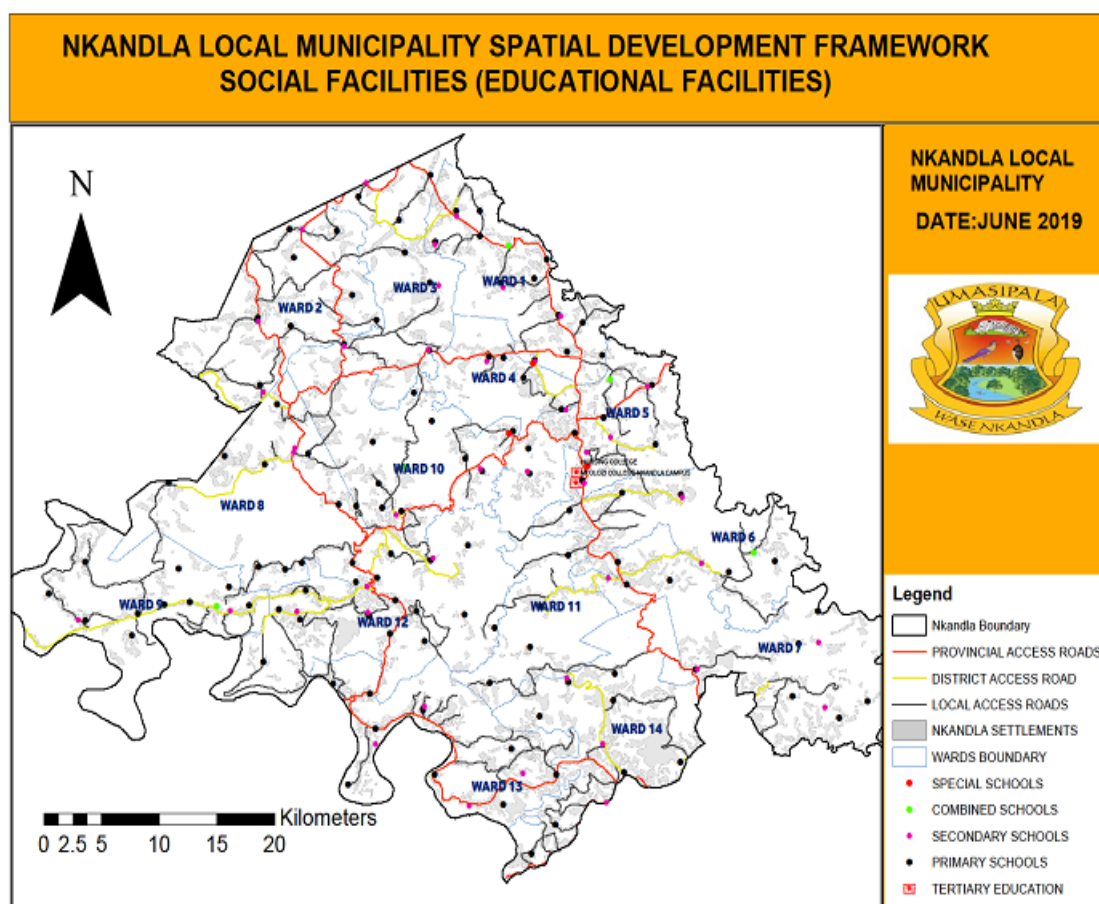 NKANDLA LOCAL MUNICIPALITY SPATIAL DEVELOPMENT FRAMEWORK
SOCIAL FACILITIES (EDUCATIONAL FACILITIES)
NKANDLA LOCAL
MUNICIPALITY
DATE:JUNE 2019
UMASIPALA
WASE NKANDLA
N
WARD 3
WARD 1
WARD 2
WARD 4
WARD 5
WARD 10
COLLEGE
COLLEGE NKANDLA CAMPUS
WARD 8
WARD 6
WARD 9
WARD 11
WARD 12
WARD 7
WARD 14
WARD 13
Kilometers
0 2.5 5 10 15 20
Legend
Nkandla Boundary
PROVINCIAL ACCESS ROADS
DISTRICT ACCESS ROAD
LOCAL ACCESS ROADS
NKANDLA SETTLEMENTS
WARDS BOUNDARY
SPECIAL SCHOOLS
COMBINED SCHOOLS
SECONDARY SCHOOLS
PRIMARY SCHOOLS
TERTIARY EDUCATION